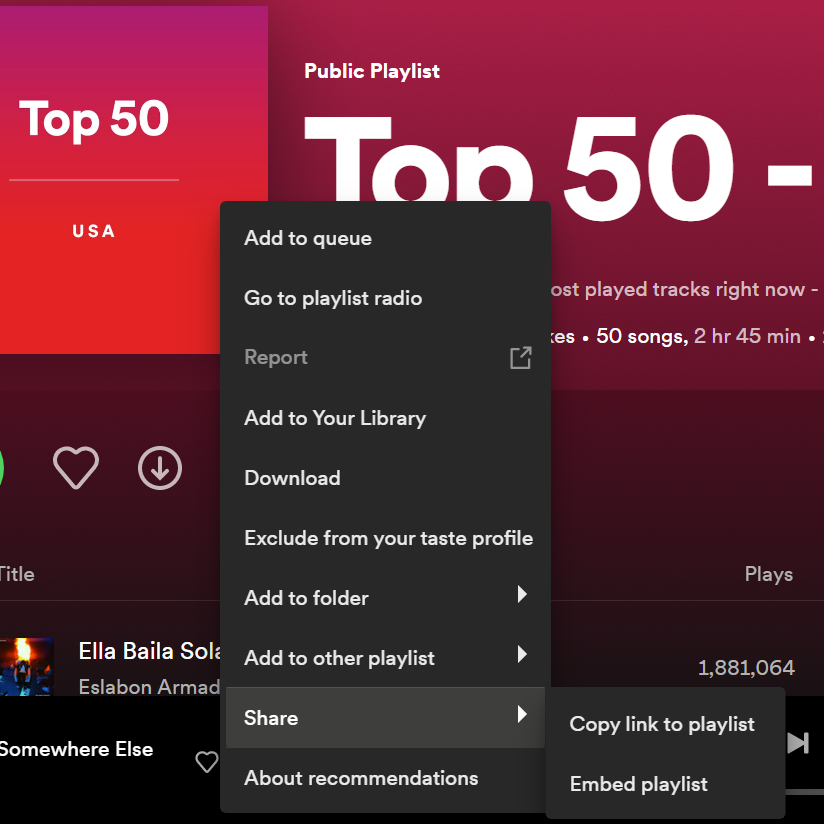 Top 50
USA
Public Playlist
Top 50 -
ost played tracks right now -
kes • 50 songs, 2 hr 45 min •
Add to queue
Go to playlist radio
Report
Add to Your Library
Download
Exclude from your taste profile
Add to folder
Add to other playlist
Share
About recommendations
Copy link to playlist
Embed playlist
Title
Plays
Ella Baila Sola
Eslabon Armad
1,881,064
Somewhere Else